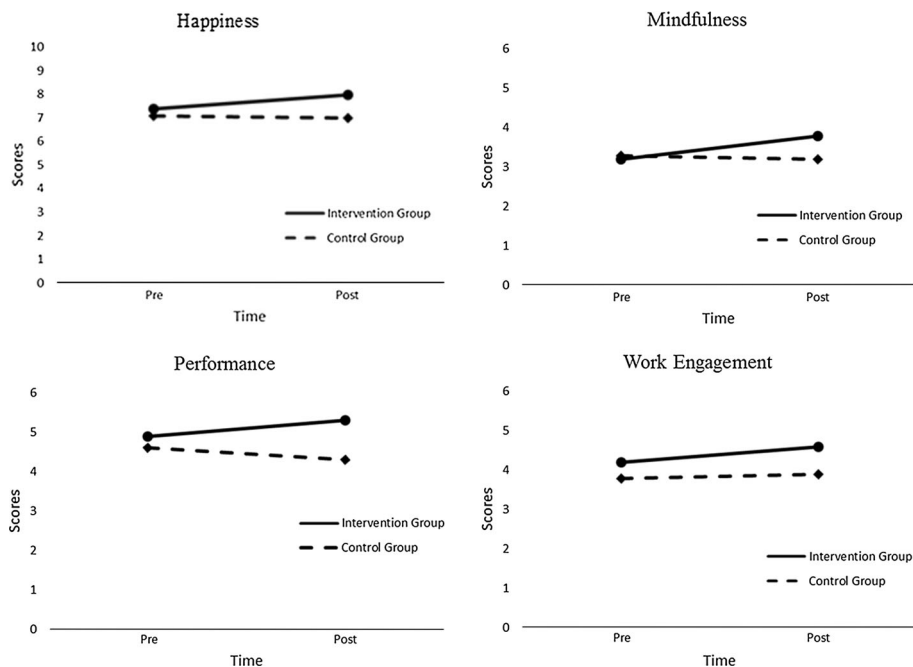 Happiness
10
9
8
7
6
5
4
3
2
1
0
Scores
Intervention Group
Control Group
Pre
Post
Time
Mindfulness
6
5
4
3
2
1
0
Scores
Intervention Group
Control Group
Pre
Post
Time
Performance
6
5
4
3
2
1
0
Scores
Intervention Group
Control Group
Pre
Post
Time
Work Engagement
6
5
4
3
2
1
0
Scores
Intervention Group
Control Group
Pre
Post
Time